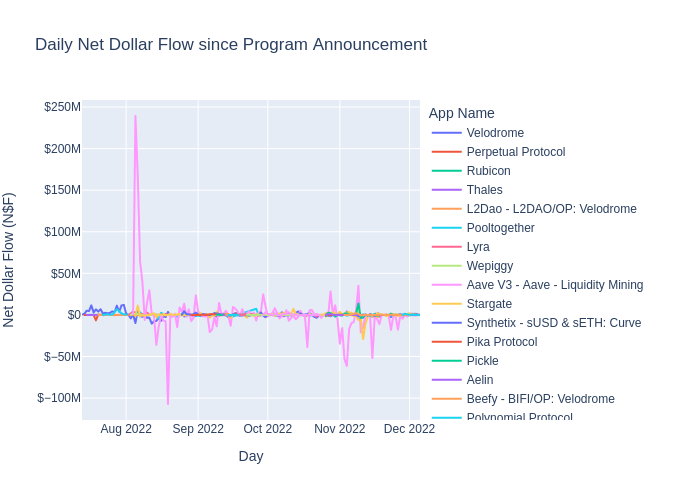 Daily Net Dollar Flow since Program Announcement
$250M
$200M
$150M
$100M
$50M
$0
−$50M
−$100M
Net Dollar Flow (N$F)
Aug 2022
Sep 2022
Oct 2022
Nov 2022
Dec 2022
Day
App Name
Velodrome
Perpetual Protocol
Rubicon
Thales
L2Dao - L2DAO/OP: Velodrome
Pooltogether
Lyra
Wepiggy
Aave V3 - Aave - Liquidity Mining
Stargate
Synthetix - sUSD & sETH: Curve
Pika Protocol
Pickle
Aelin
Beefy - BIFI/OP: Velodrome
Polynomial Protocol